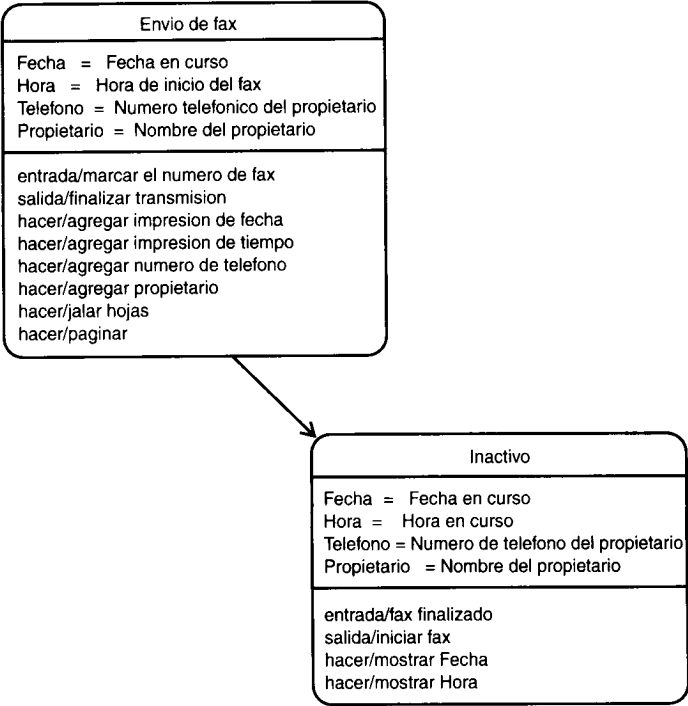 Envio de fax
Fecha = Fecha en curso
Hora = Hora de inicio del fax
Telefono = Numero telefonico del propietario
Propietario = Nombre del propietario
entrada/marcar el numero de fax
salida/finalizar transmision
hacer/agregar impresion de fecha
hacer/agregar impresion de tiempo
hacer/agregar numero de telefono
hacer/agregar propietario
hacer/jalar hojas
hacer/paginar
Inactivo
Fecha = Fecha en curso
Hora = Hora en curso
Telefono = Numero de telefono del propietario
Propietario = Nombre del propietario
entrada/fax finalizado
salida/iniciar fax
hacer/mostrar Fecha
hacer/mostrar Hora